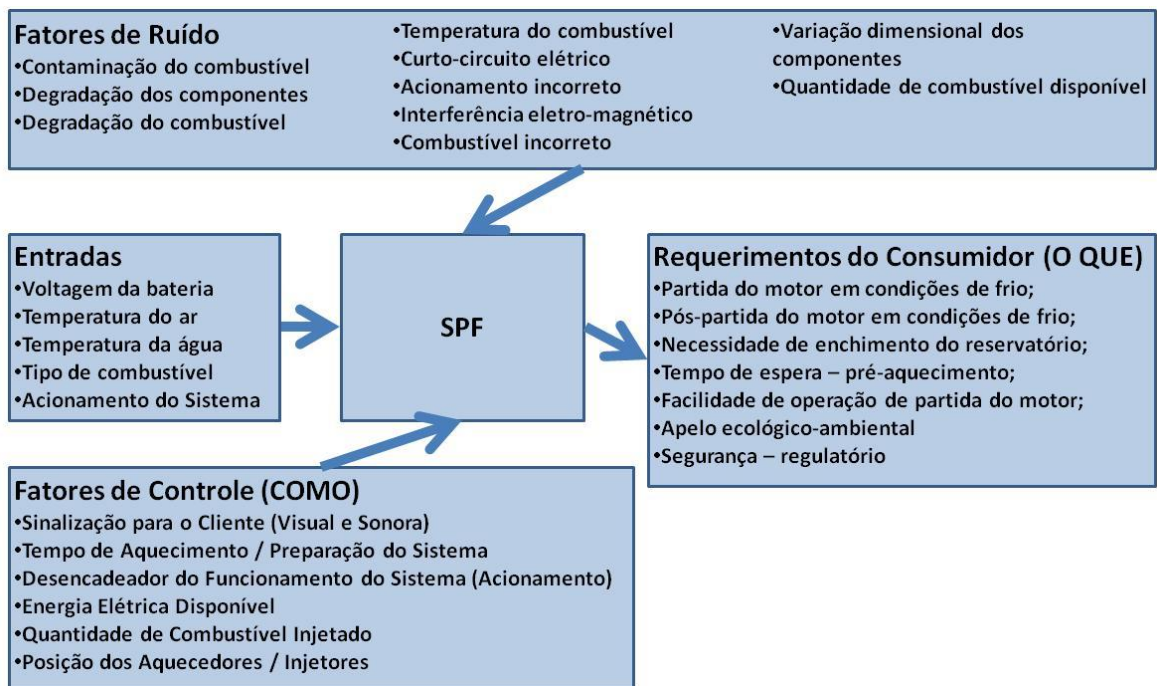 Fatores de Ruído
•Contaminação do combustível
•Degradação dos componentes
•Degradação do combustível
•Temperatura do combustível
•Curto-circuito elétrico
•Acionamento incorreto
•Interferência eletro-magnético
•Combustível incorreto
•Variação dimensional dos
componentes
•Quantidade de combustível disponível
Entradas
•Voltagem da bateria
•Temperatura do ar
•Temperatura da água
•Tipo de combustível
•Acionamento do Sistema
SPF
Requerimentos do Consumidor (O QUE)
•Partida do motor em condições de frio;
•Pós-partida do motor em condições de frio;
•Necessidade de enchimento do reservatório;
•Tempo de espera – pré-aquecimento;
•Facilidade de operação de partida do motor;
•Apelo ecológico-ambiental
•Segurança – regulatório
Fatores de Controle (COMO)
•Sinalização para o Cliente (Visual e Sonora)
•Tempo de Aquecimento / Preparação do Sistema
•Desencadeador do Funcionamento do Sistema (Acionamento)
•Energia Elétrica Disponível
•Quantidade de Combustível Injetado
•Posição dos Aquecedores / Injetores